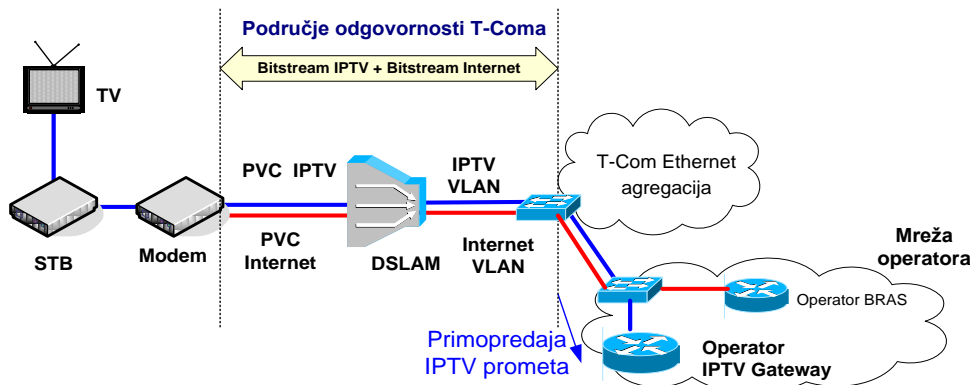 Područje odgovornosti T-Coma
Bitstream IPTV + Bitstream Internet
TV
T-Com Ethernet
agregacija
PVC IPTV
IPTV
VLAN
STB
Modem
PVC
Internet
DSLAM
Internet
VLAN
Mreža
operatora
Operator BRAS
Primopredaja
IPTV prometa
Operator
IPTV Gateway